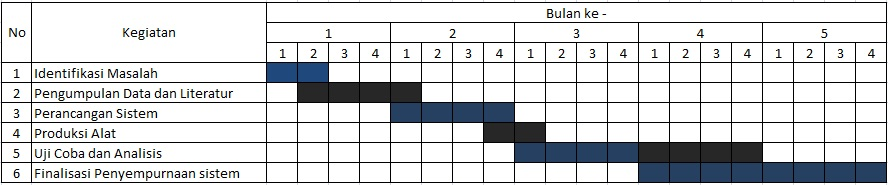 No Kegiatan Bulan ke -
1 2 3 4 5
1 2 3 4 1 2 3 4 1 2 3 4 1 2 3 4 1 2 3 4
1 Identifikasi Masalah
2 Pengumpulan Data dan Literatur
3 Perancangan Sistem
4 Produksi Alat
5 Uji Coba dan Analisis
6 Finalisasi Penyempurnaan sistem